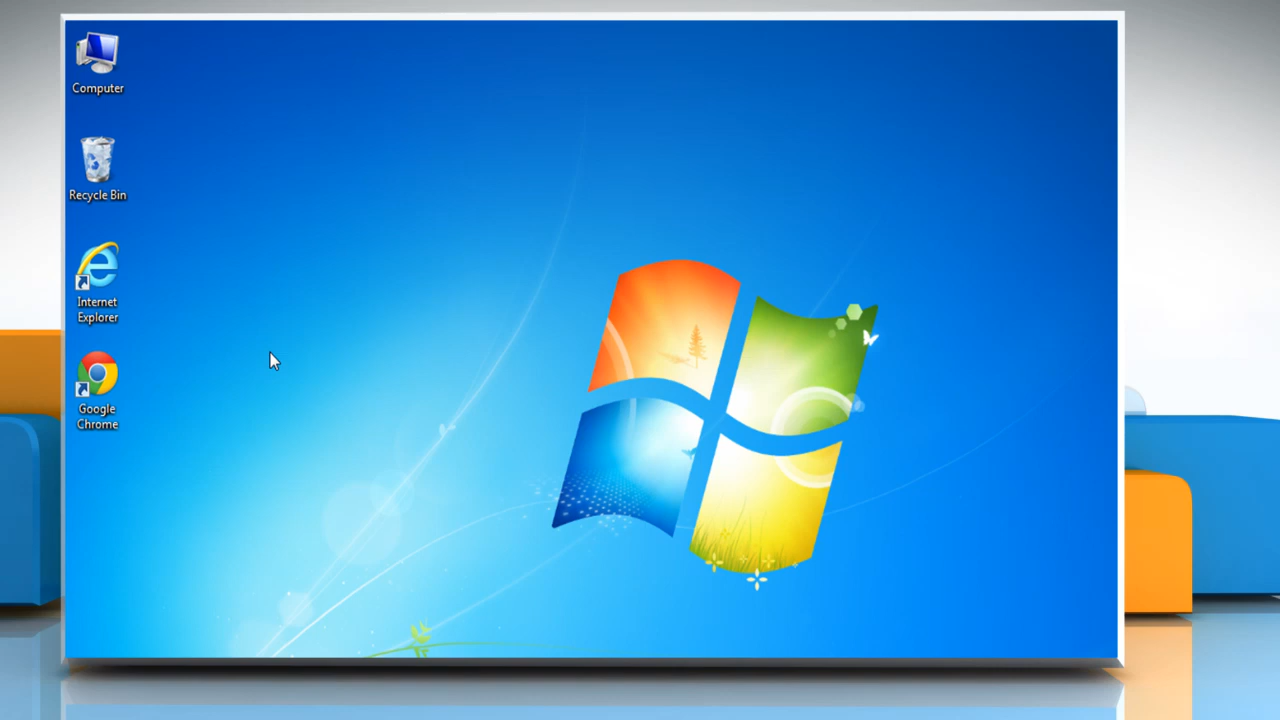 Computer
Recycle Bin
Internet
Explorer
Google
Chrome